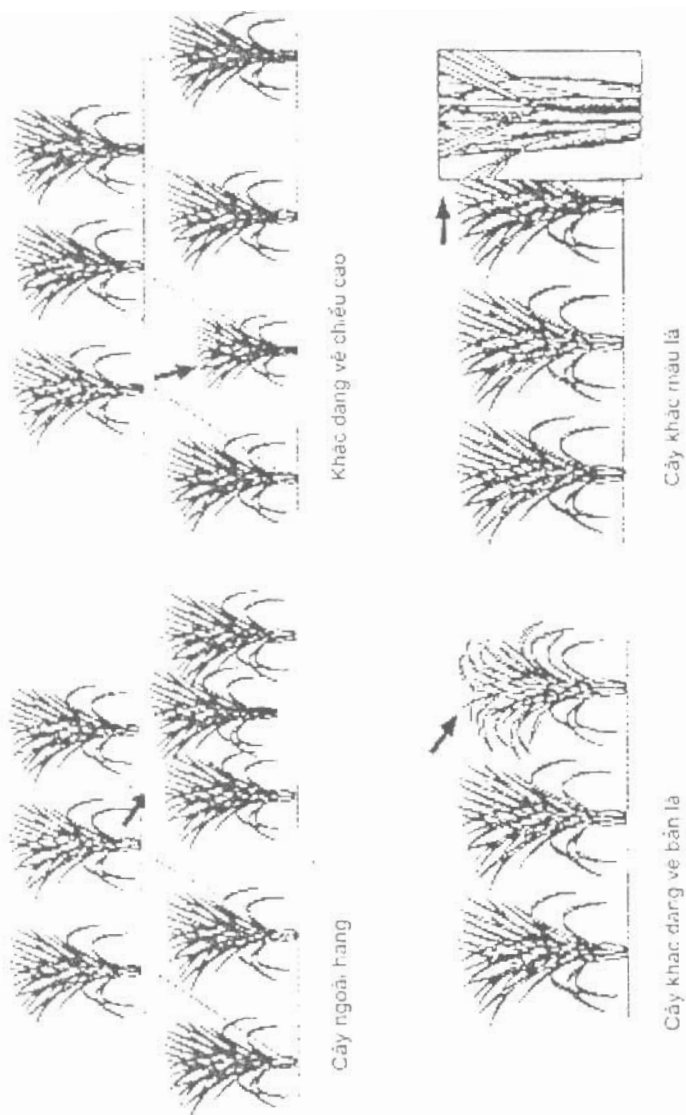 Cây ngoài hàng
Khác dạng về chiều cao
Cây khác dạng về bản lá
Cây khác màu lá